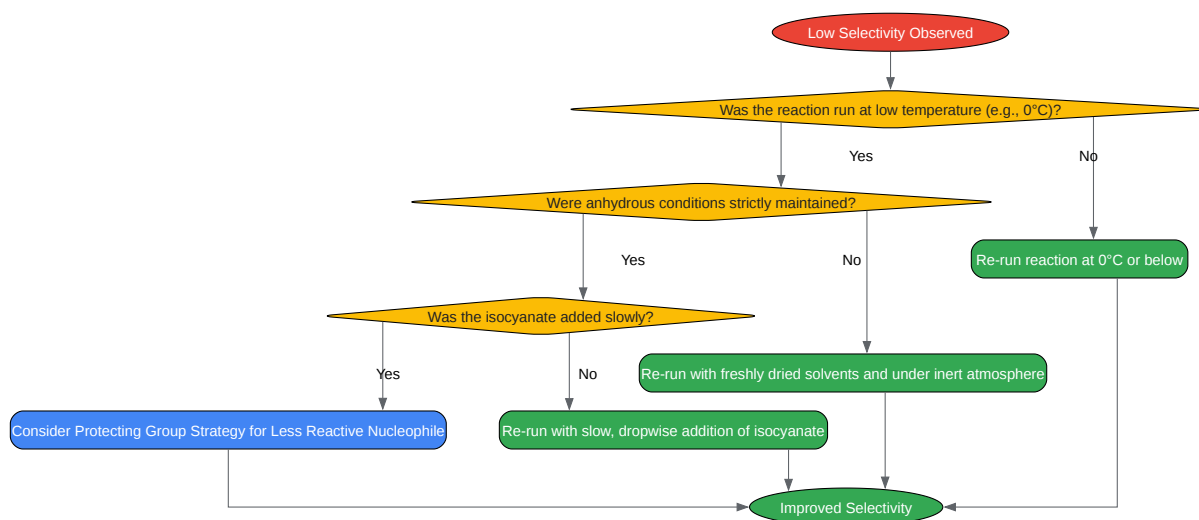 Low Selectivity Observed
Was the reaction run at low temperature (e.g., 0°C)?
Yes
No
Were anhydrous conditions strictly maintained?
Yes
No
Re-run reaction at 0°C or below
Was the isocyanate added slowly?
Yes
No
Re-run with freshly dried solvents and under inert atmosphere
Consider Protecting Group Strategy for Less Reactive Nucleophile
Re-run with slow, dropwise addition of isocyanate
Improved Selectivity